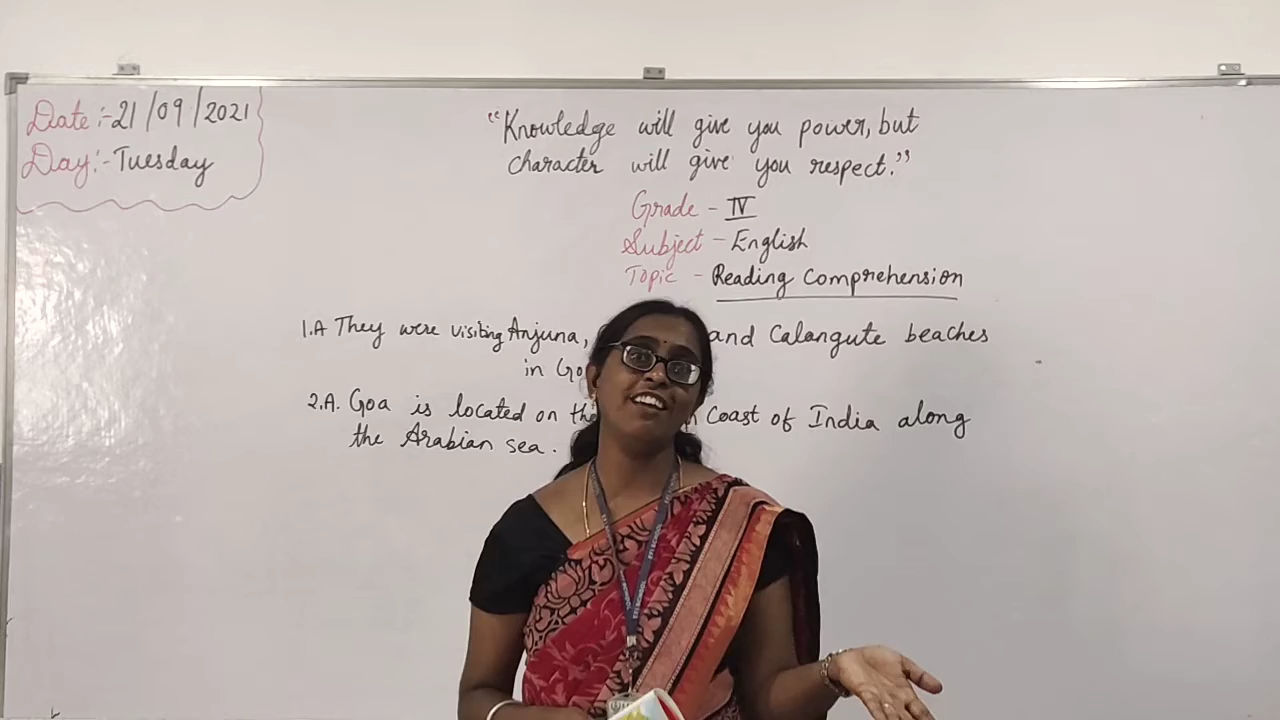 Date:- 21/09/2021
Day:- Tuesday
"Knowledge will give you power, but
character will give you respect."
Grade - IV
Subject - English
Topic - Reading Comprehension
1.A They were visiting Anjuna, and Calangute beaches
in Go
2.A. Goa is located on the coast of India along
the Arabian sea.